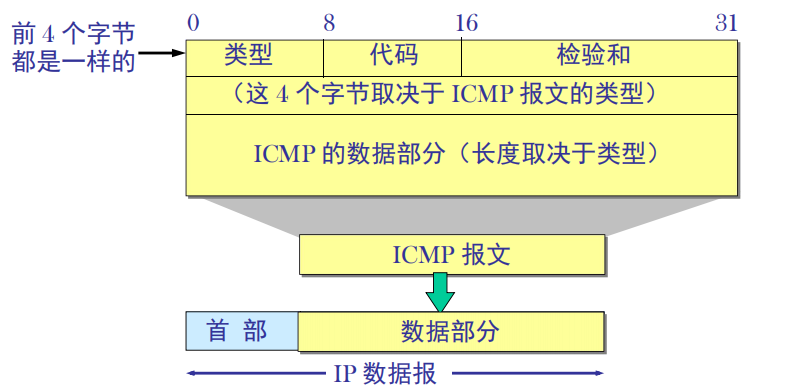 0 8 16 31
前 4 个字节
都是一样的
类型 代码 检验和
（这 4 个字节取决于 ICMP 报文的类型）
ICMP 的数据部分（长度取决于类型）
ICMP 报文
首 部 数据部分
IP 数据报